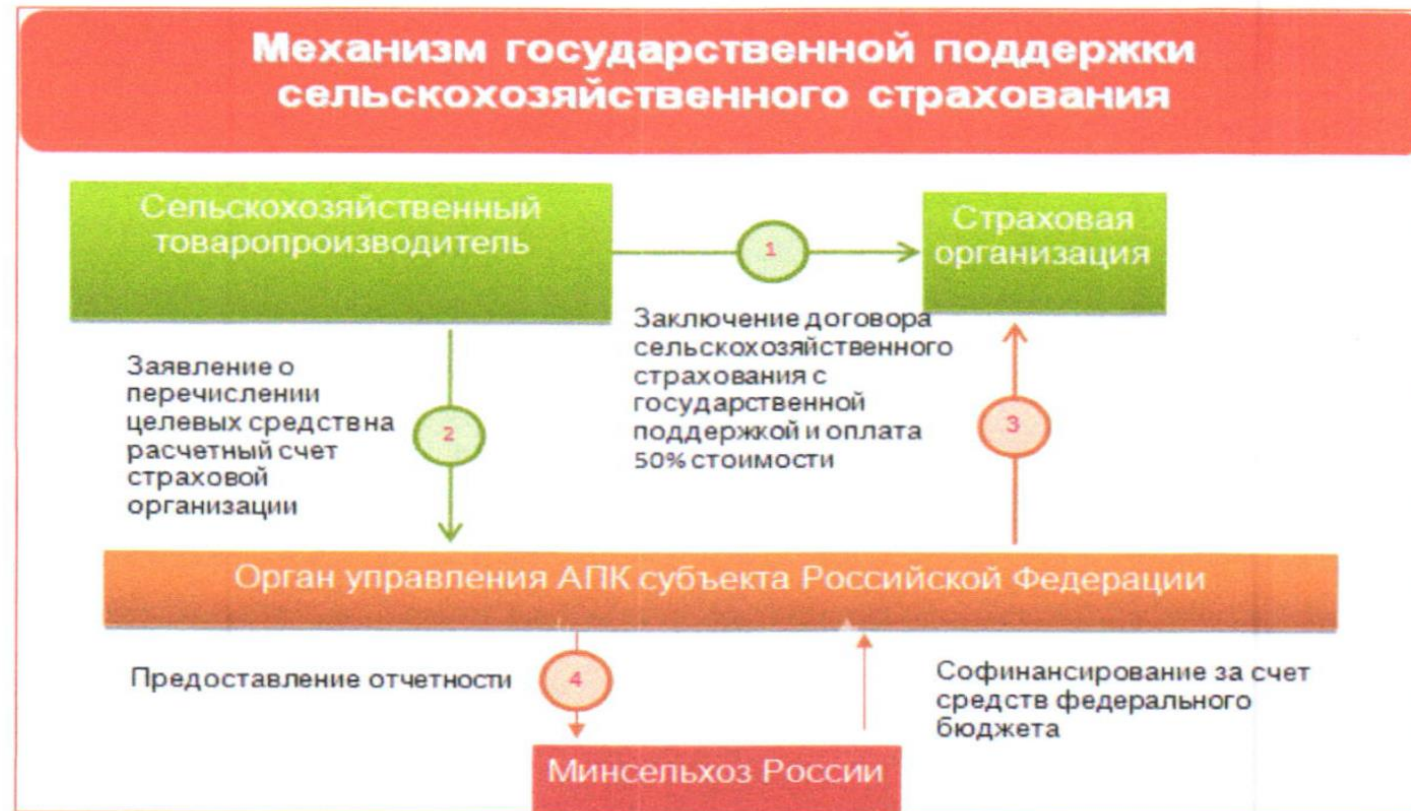 Механизм государственной поддержки
сельскохозяйственного страхования
Сельскохозяйственный
товаропроизводитель
1
Страховая
организация
Заявление о
перечислении
целевых средств на
расчетный счет
страховой
организации
2
Заключение договора
сельскохозяйственного
страхования с
государственной
поддержкой и оплата
50% стоимости
3
Орган управления АПК субъекта Российской Федерации
Предоставление отчетности
4
Софинансирование за счет
средств федерального
бюджета
Минсельхоз России